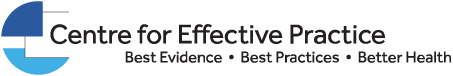 Centre for Effective Practice
Best Evidence • Best Practices • Better Health